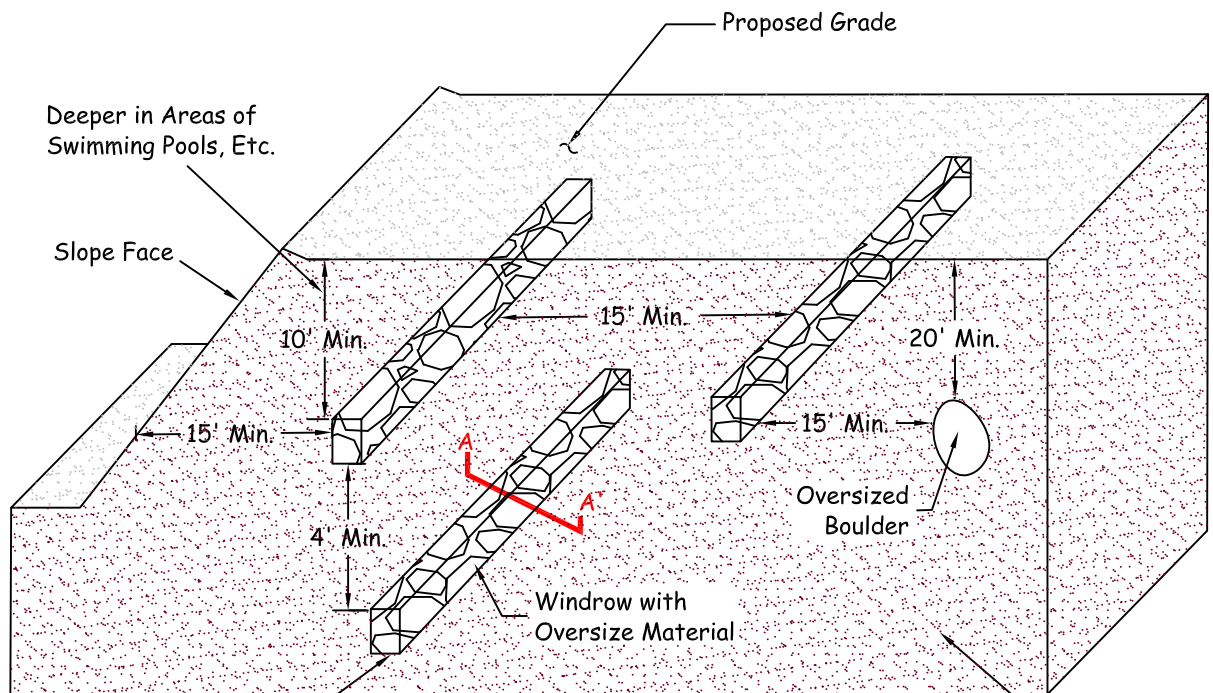 Proposed Grade
Deeper in Areas of
Swimming Pools, Etc.
Slope Face
10' Min.
15' Min.
20' Min.
15' Min.
15' Min.
A
A'
4' Min.
Oversized
Boulder
Windrow with
Oversize Material